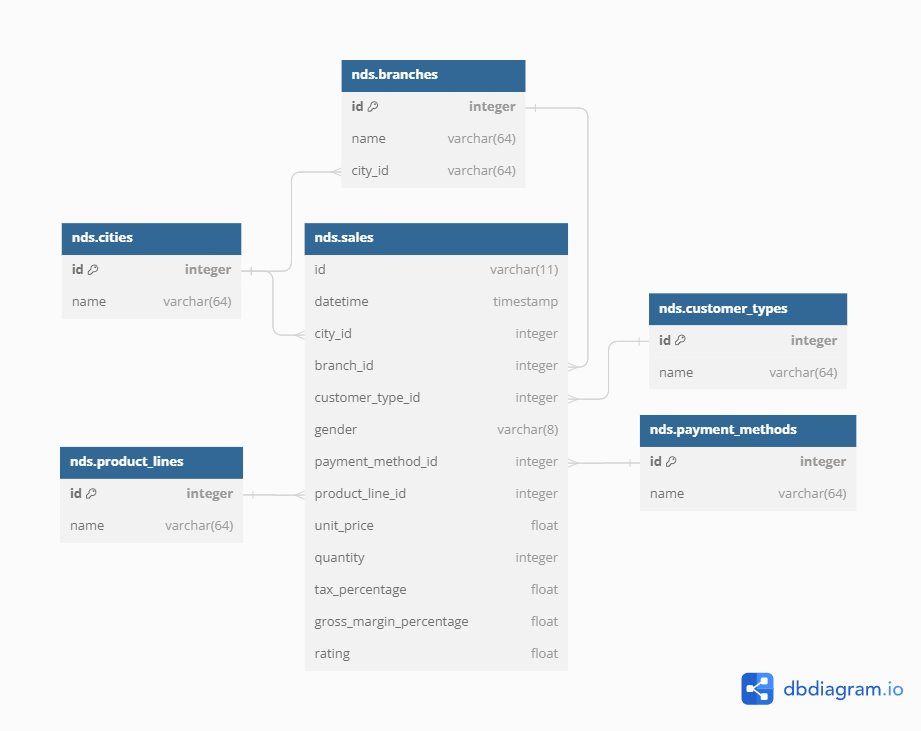 nds.branches
id integer
name varchar(64)
city_id varchar(64)
nds.cities
id integer
name varchar(64)
nds.sales
id varchar(11)
datetime timestamp
city_id integer
branch_id integer
customer_type_id integer
gender varchar(8)
payment_method_id integer
product_line_id integer
unit_price float
quantity integer
tax_percentage float
gross_margin_percentage float
rating float
nds.customer_types
id integer
name varchar(64)
nds.payment_methods
id integer
name varchar(64)
nds.product_lines
id integer
name varchar(64)
dbdiagram.io